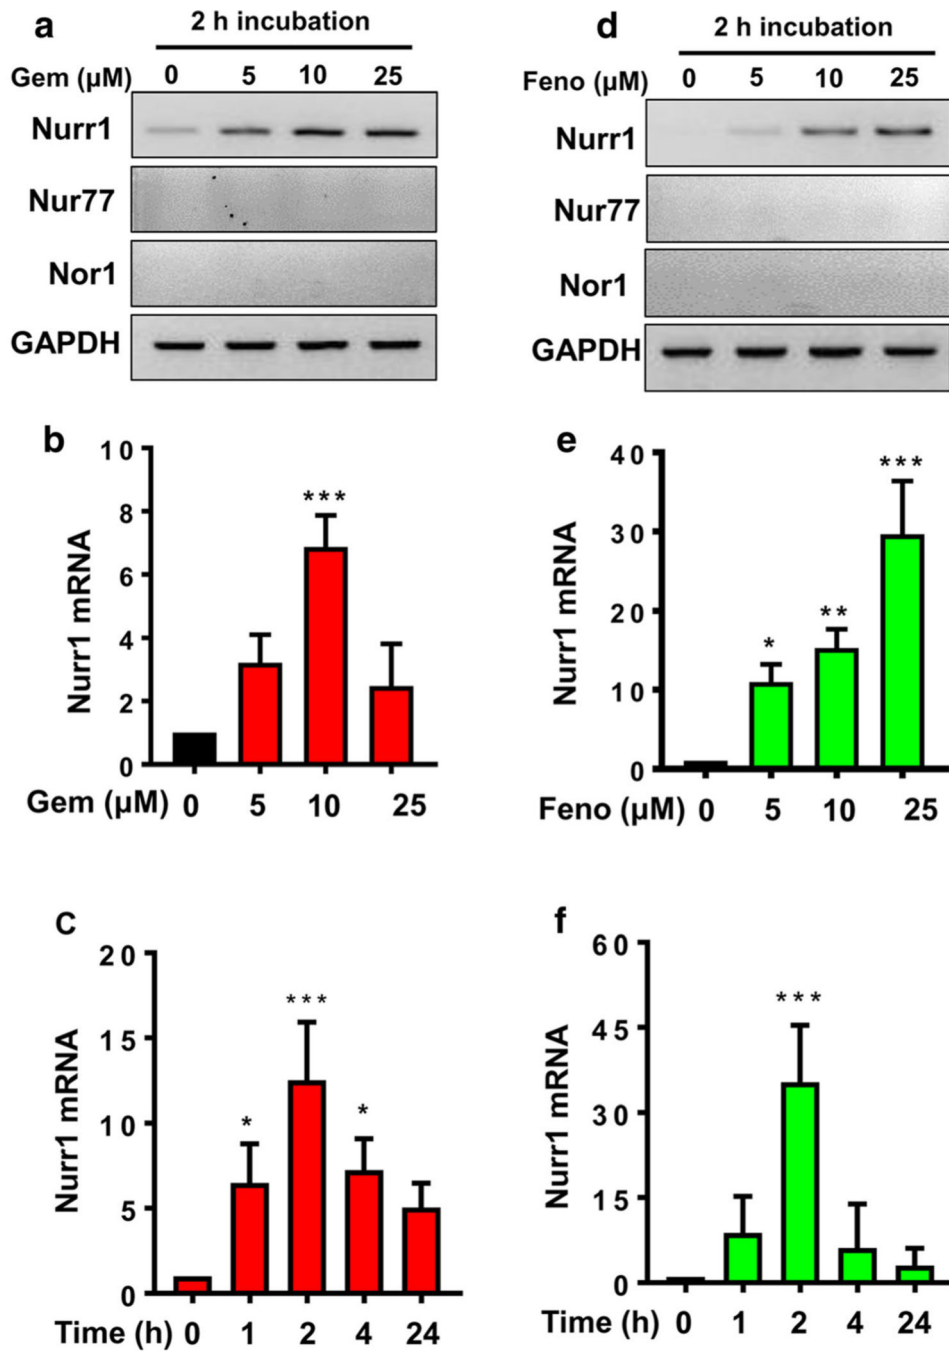 a
2 h incubation
Gem (µM) 0 5 10 25
Nurr1
Nur77
Nor1
GAPDH
d
2 h incubation
Feno (µM) 0 5 10 25
Nurr1
Nur77
Nor1
GAPDH
b
Nurr1 mRNA
10
8
6
4
2
0
***
Gem (µM) 0 5 10 25
e
Nurr1 mRNA
40
30
20
10
0
*
**
***
Feno (µM) 0 5 10 25
c
Nurr1 mRNA
20
15
10
5
0
*
***
*
Time (h) 0 1 2 4 24
f
Nurr1 mRNA
60
45
30
15
0
***
Time (h) 0 1 2 4 24